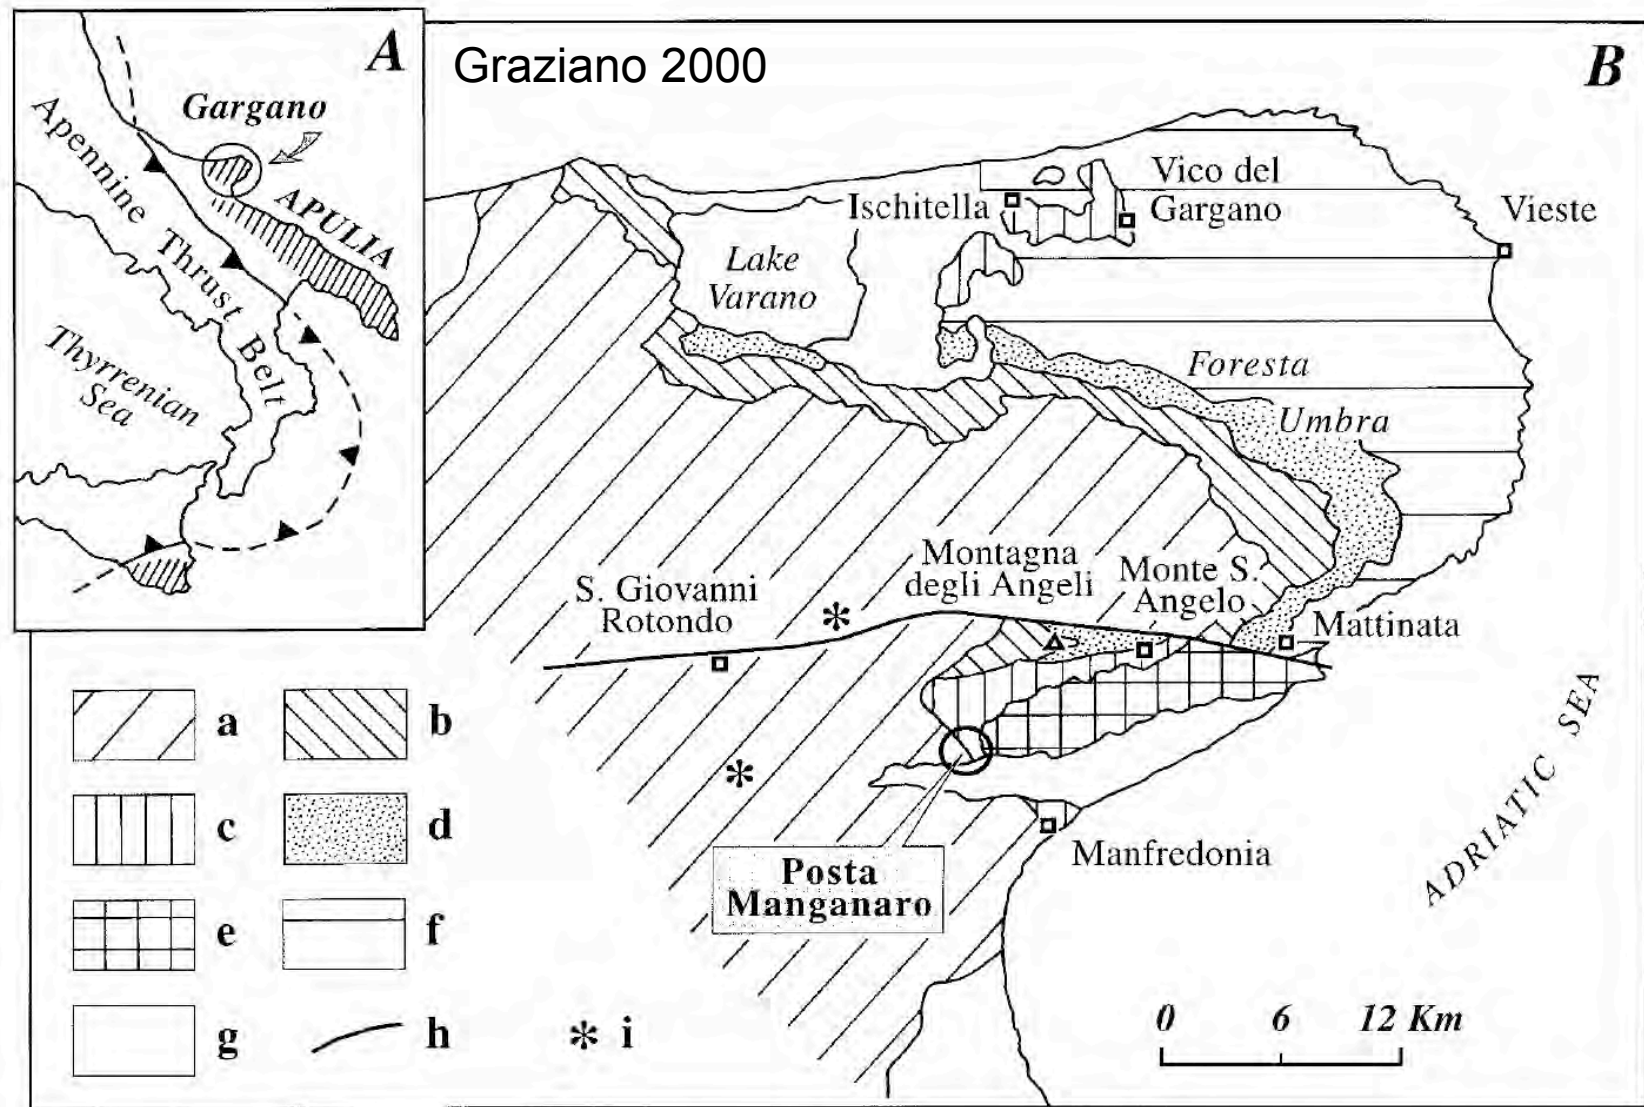 A
Gargano
APULIA
Apennine Thrust Belt
Thyrrenian
Sea
Graziano 2000
B
Ischitella
Vico del
Gargano
Vieste
Lake
Varano
Foresta
Umbra
Montagna
degli Angeli
Monte S.
Angelo
S. Giovanni
Rotondo
Mattinata
ADRIATIC SEA
Posta
Manganaro
Manfredonia
a
b
c
d
e
f
g
h
* i
0 6 12 Km